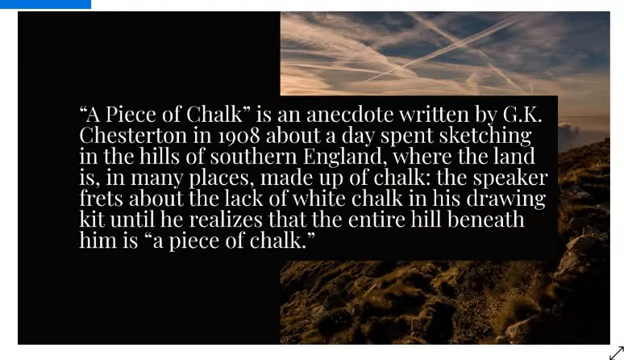 “A Piece of Chalk” is an anecdote written by G.K.
Chesterton in 1908 about a day spent sketching
in the hills of southern England, where the land
is, in many places, made up of chalk: the speaker
frets about the lack of white chalk in his drawing
kit until he realizes that the entire hill beneath
him is “a piece of chalk.”